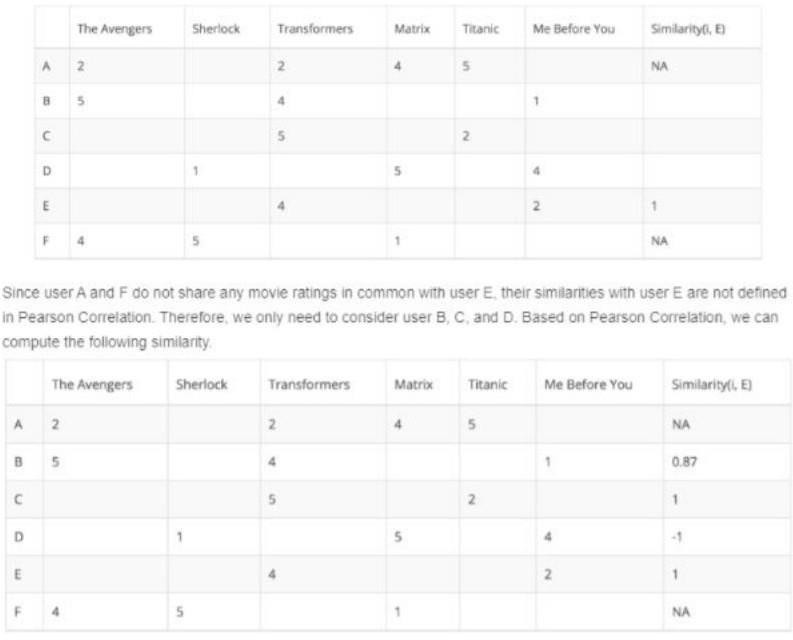 The Avengers Sherlock Transformers Matrix Titanic Me Before You Similarity(i, E)
A 2 2 4 5 NA
B 5 4 1
C 5 2
D 1 5 4
E 4 2 1
F 4 5 1 NA
Since user A and F do not share any movie ratings in common with user E, their similarities with user E are not defined
in Pearson Correlation. Therefore, we only need to consider user B, C, and D. Based on Pearson Correlation, we can
compute the following similarity.
The Avengers Sherlock Transformers Matrix Titanic Me Before You Similarity(i, E)
A 2 2 4 5 NA
B 5 4 1 0.87
C 5 2 1
D 1 5 4 -1
E 4 2 1
F 4 5 1 NA